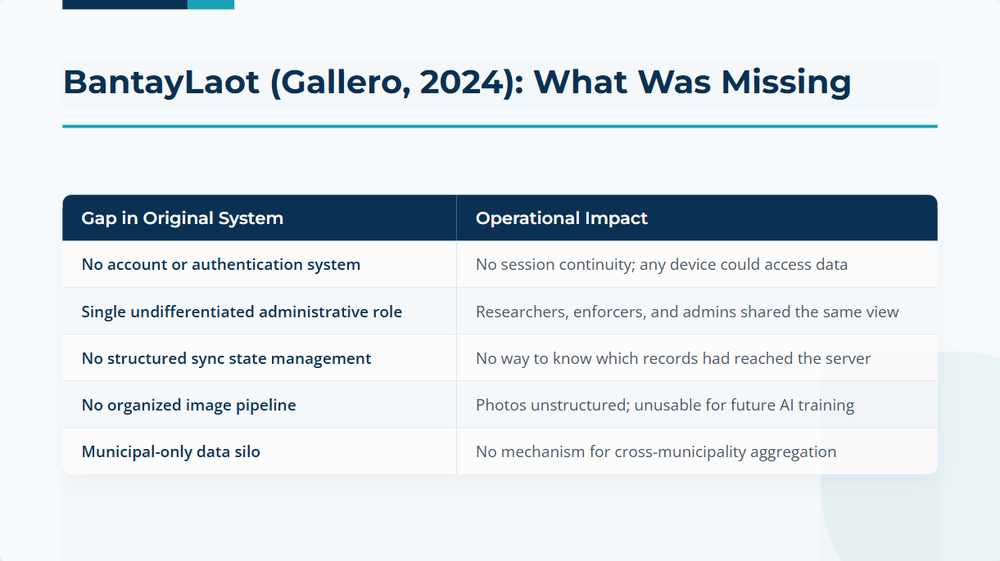 BantayLaot (Gallero, 2024): What Was Missing
Gap in Original System
Operational Impact
No account or authentication system
No session continuity; any device could access data
Single undifferentiated administrative role
Researchers, enforcers, and admins shared the same view
No structured sync state management
No way to know which records had reached the server
No organized image pipeline
Photos unstructured; unusable for future AI training
Municipal-only data silo
No mechanism for cross-municipality aggregation